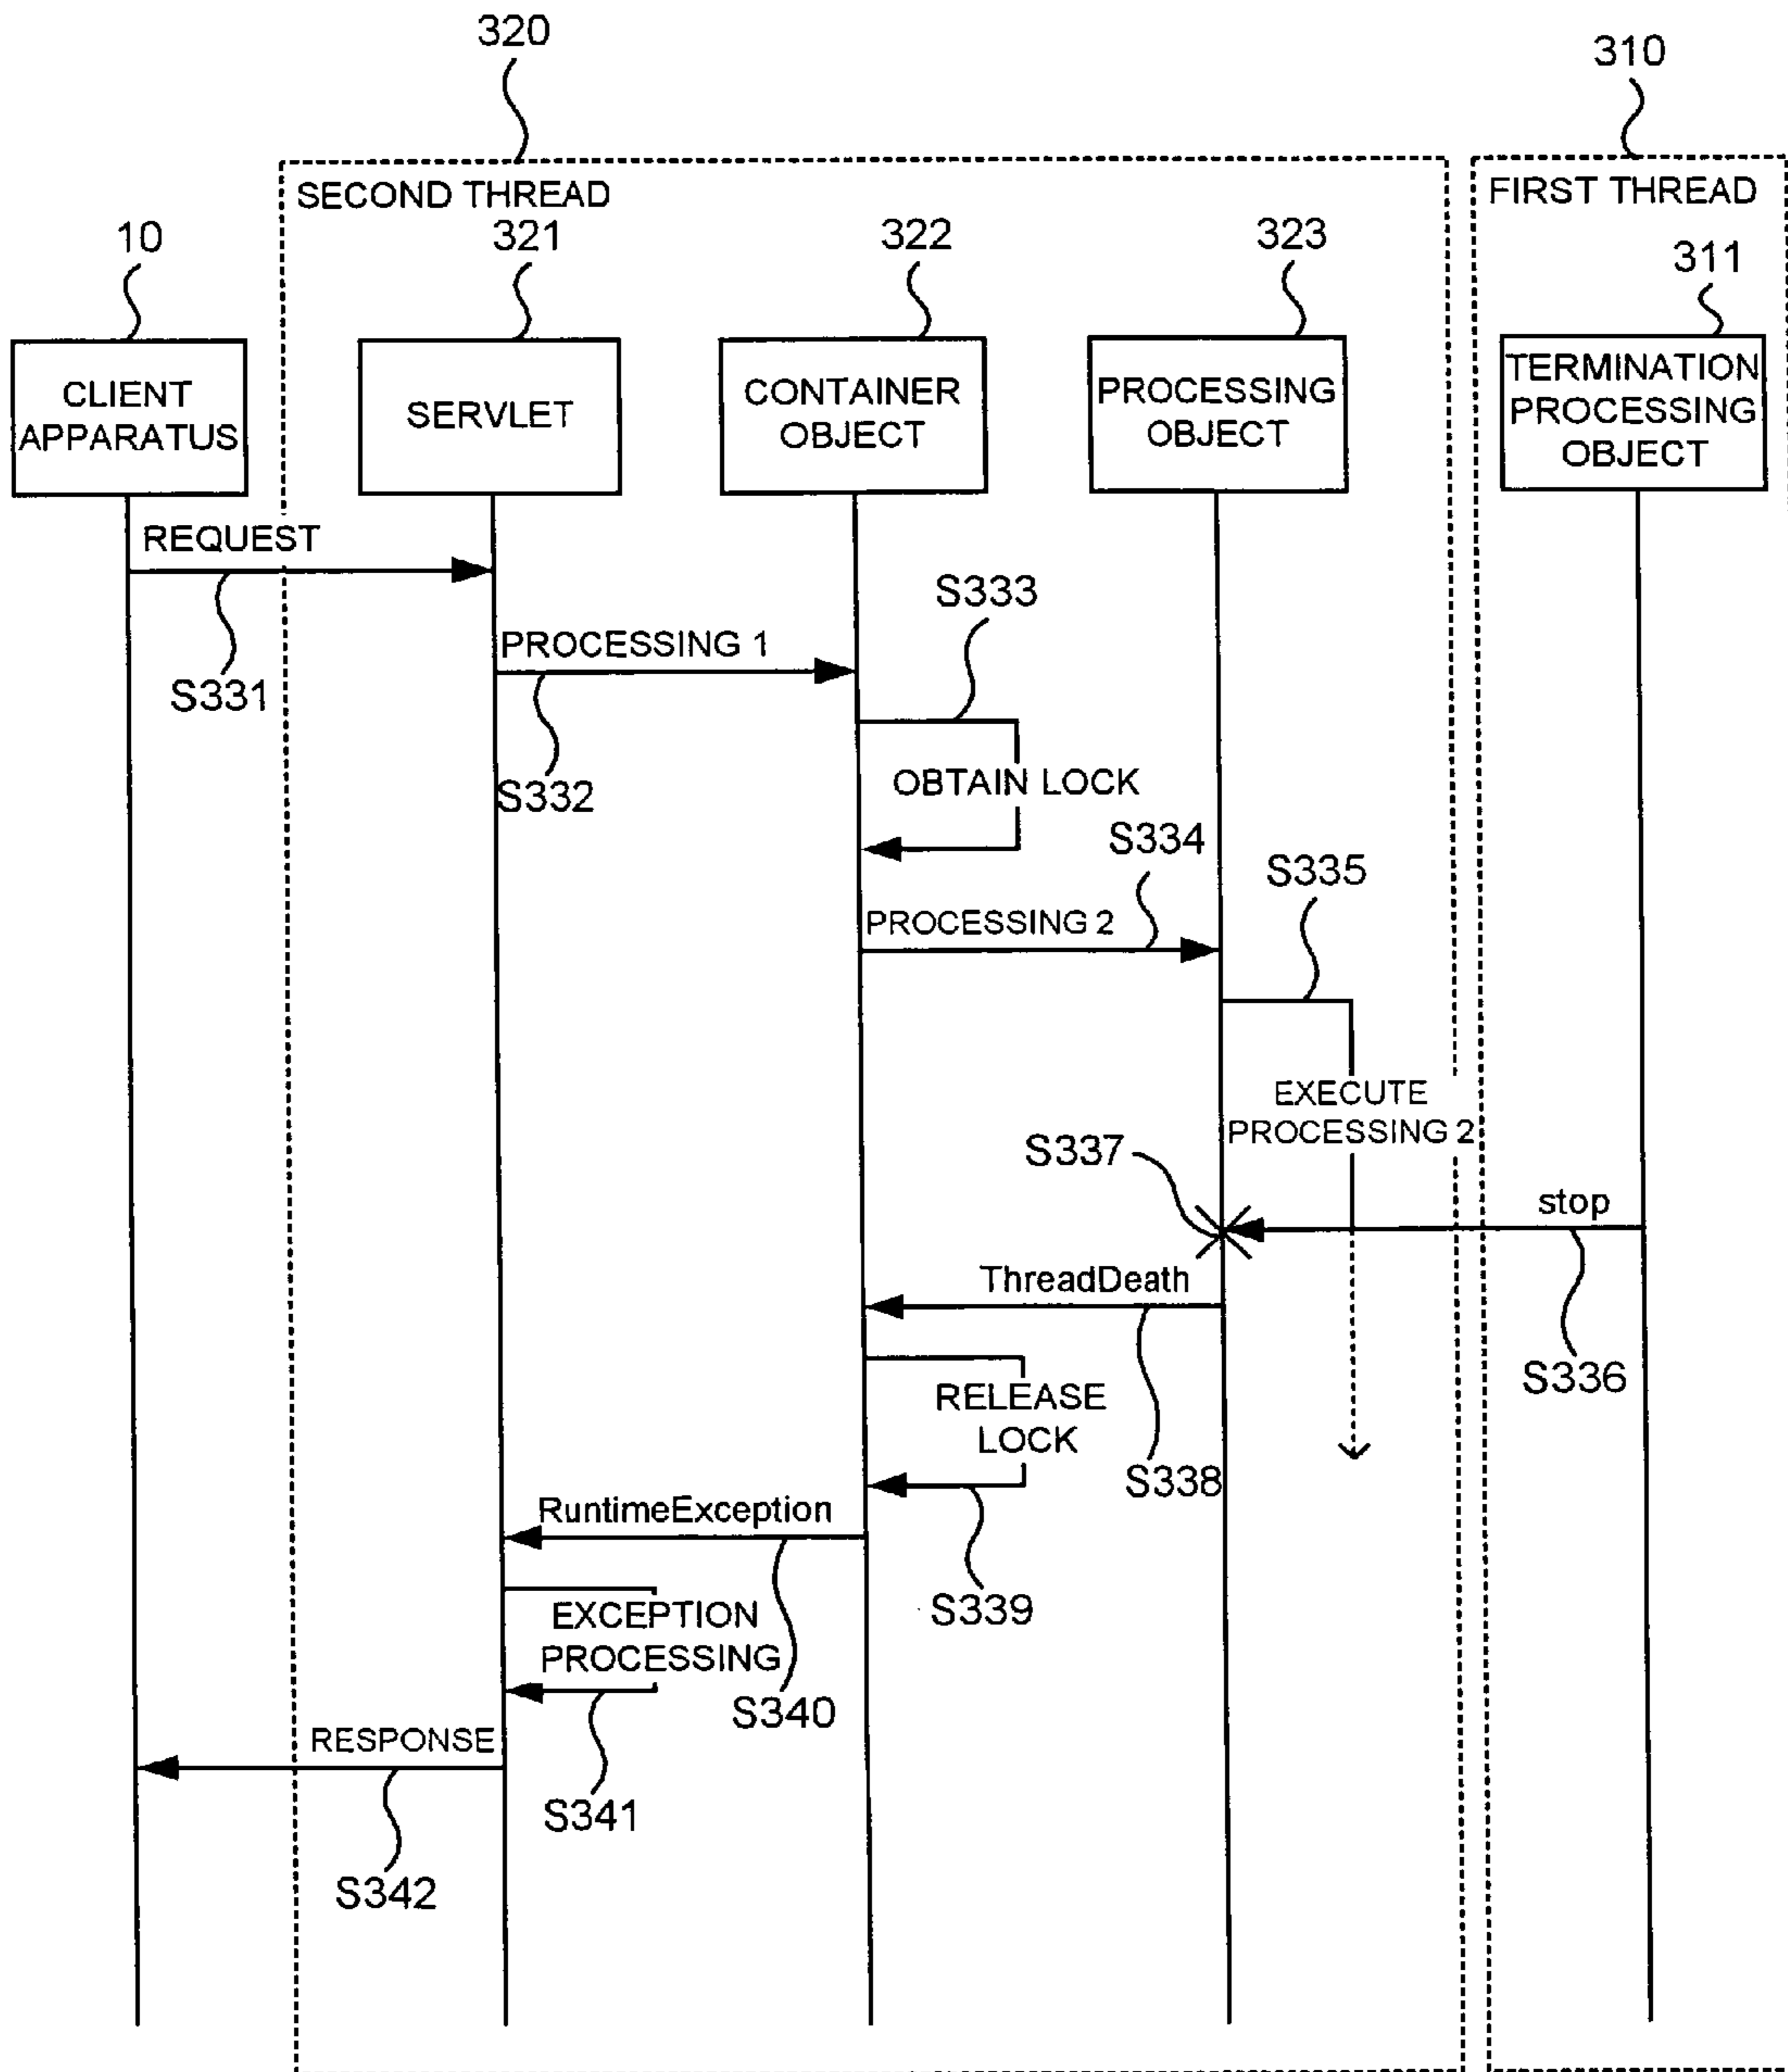 320
310
SECOND THREAD
FIRST THREAD
10
321
322
323
311
CLIENT
APPARATUS
SERVLET
CONTAINER
OBJECT
PROCESSING
OBJECT
TERMINATION
PROCESSING
OBJECT
REQUEST
S331
PROCESSING 1
S332
S333
OBTAIN LOCK
S334
PROCESSING 2
S335
EXECUTE
PROCESSING 2
S337
stop
S336
ThreadDeath
S338
RELEASE
LOCK
S339
RuntimeException
S340
EXCEPTION
PROCESSING
S341
RESPONSE
S342